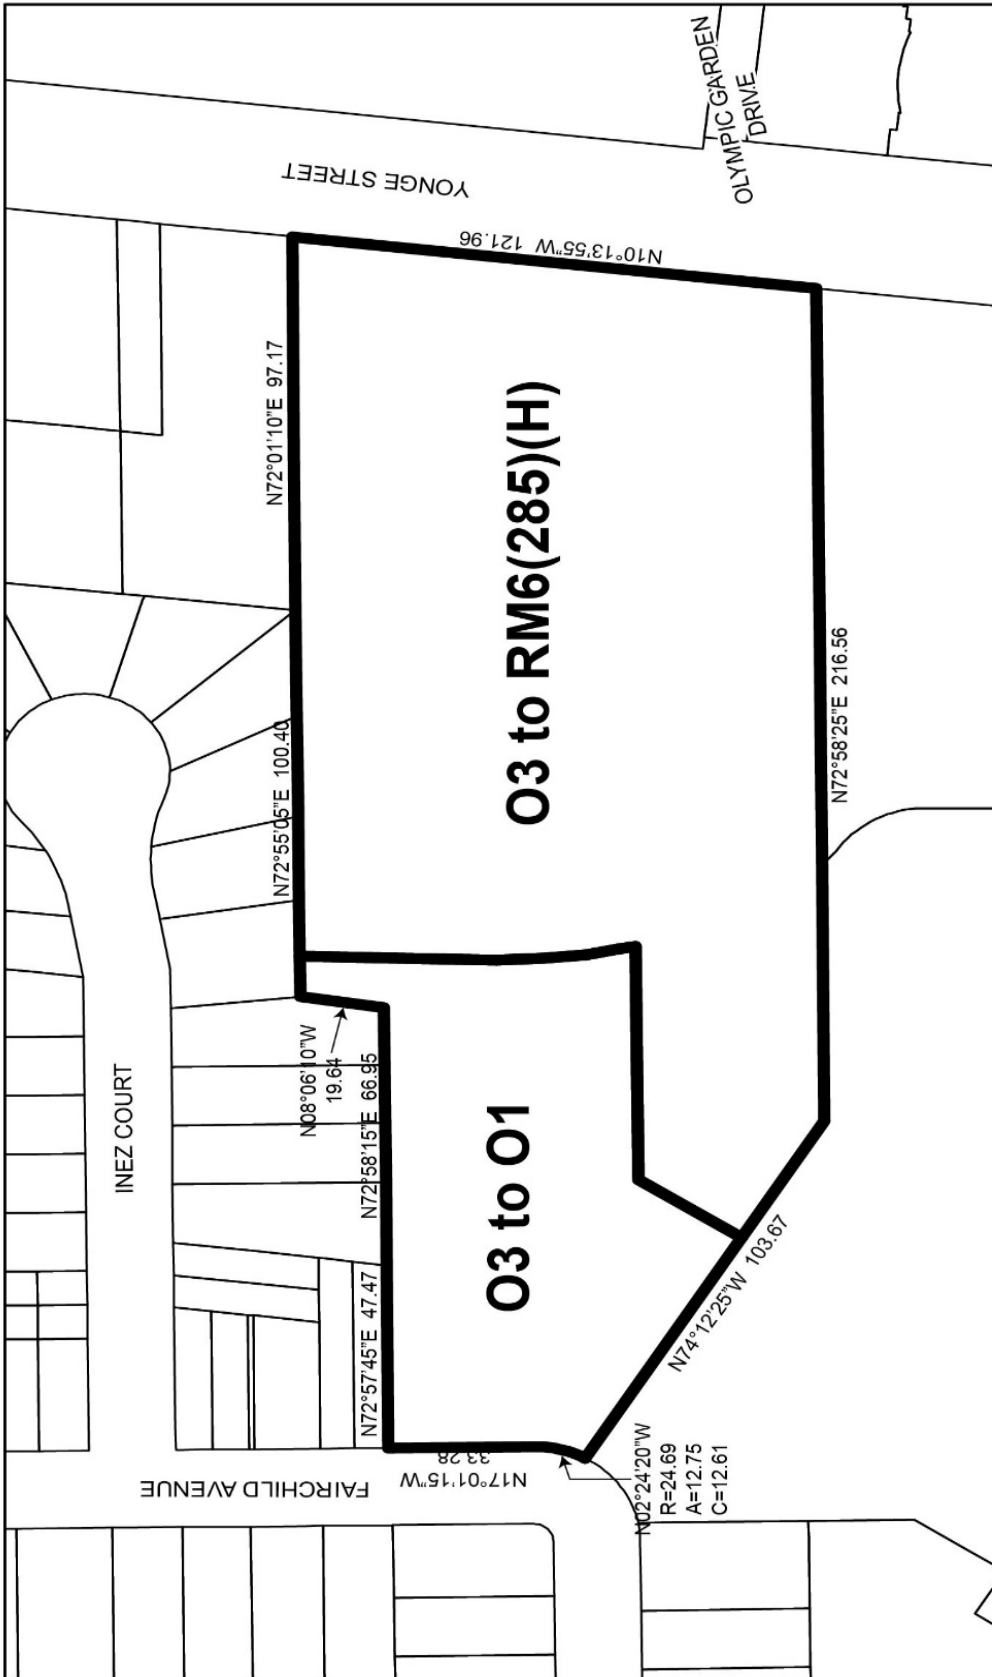 OLYMPIC GARDEN
DRIVE
YONGE STREET
N10°13'55"W 121.96
N72°01'10"E 97.17
O3 to RM6(285)(H)
N72°58'25"E 216.56
N72°55'05"E 100.40
N08°06'10"W
19.64
INEZ COURT
N72°58'15"E 66.95
O3 to O1
N74°12'25"W 103.67
N72°57'45"E 47.47
N17°01'15"W
33.28
FAIRCHILD AVENUE
N02°24'20"W
R=24.69
A=12.75
C=12.61